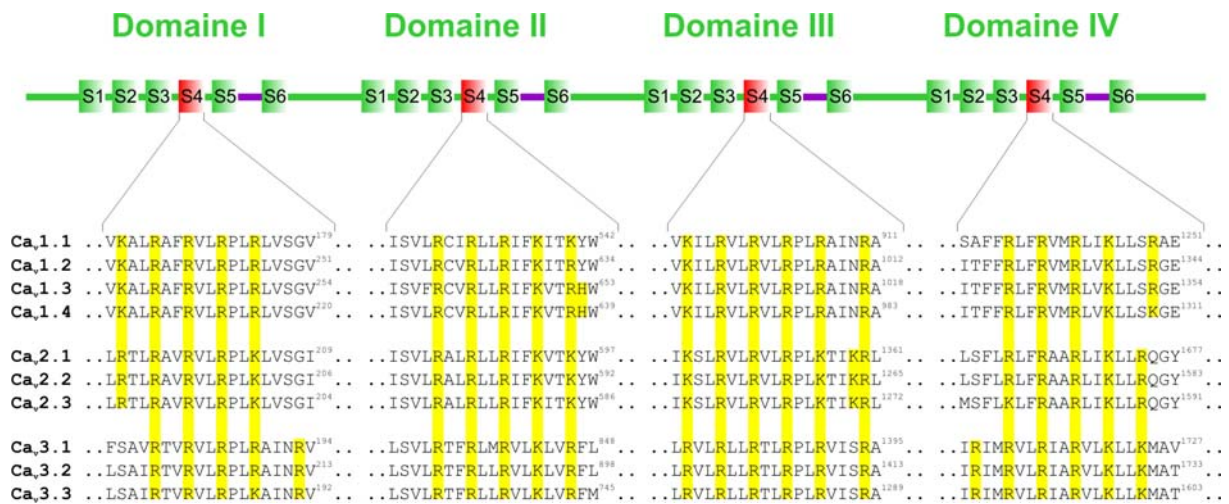 Domaine I Domaine II Domaine III Domaine IV
S1 S2 S3 S4 S5 S6 S1 S2 S3 S4 S5 S6 S1 S2 S3 S4 S5 S6 S1 S2 S3 S4 S5 S6
Cav1.1 ..VKALRAFRVLRPLRLVSGV179.. ..ISVLRCIRLLRIFKITKYW542.. ..VKILRVLRVLRPLRAINRA911.. ..SAFFRLFRVMRLIKLLSRAE1251..
Cav1.2 ..VKALRAFRVLRPLRLVSGV251.. ..ISVLRCVRLLRIFKITRYW634.. ..VKILRVLRVLRPLRAINRA1012.. ..ITFFRLFRVMRLVKLLSRGE1344..
Cav1.3 ..VKALRAFRVLRPLRLVSGV254.. ..ISVFRCVRLLRIFKVTRHW653.. ..VKILRVLRVLRPLRAINRA1018.. ..ITFFRLFRVMRLVKLLSRGE1354..
Cav1.4 ..VKALRAFRVLRPLRLVSGV220.. ..ISVLRCVRLLRIFKVTRHW639.. ..VKILRVLRVLRPLRAINRA983.. ..ITFFRLFRVMRLVKLLSKGE1311..
Cav2.1 ..LRTLRAVRVLRPLKLVSGI209.. ..ISVLRALRLLRIFKVTKYW597.. ..IKSLRVLRVLRPLKTIKRL1361.. ..LSFLRLFRAARLIKLLRQGY1677..
Cav2.2 ..LRTLRAVRVLRPLKLVSGI206.. ..ISVLRALRLLRIFKVTKYW592.. ..IKSLRVLRVLRPLKTIKRL1265.. ..LSFLRLFRAARLIKLLRQGY1583..
Cav2.3 ..LRTLRAVRVLRPLKLVSGI204.. ..ISVLRALRLLRIFKVTKYW586.. ..IKSLRVLRVLRPLKTIKRL1272.. ..MSFLKLFRAARLIKLLRQGY1591..
Cav3.1 ..FSAVRTVRVLRPLRAINRV194.. ..LSVLRTFRLMRVLKLVRFL848.. ..LRVLRLLRTLRPLRVISRA1395.. ..IRIMRVLRIARVLKLLKMAV1727..
Cav3.2 ..LSAIRTVRVLRPLRAINRV213.. ..LSVLRTFRLLRVLKLVRFL898.. ..LRVLRLLRTLRPLRVISRA1413.. ..IRIMRVLRIARVLKLLKMAT1733..
Cav3.3 ..LSAIRTVRVLRPLKAINRV192.. ..LSVLRTFRLLRVLKLVRFM745.. ..LRVLRLLRTLRPLRVISRA1289.. ..IRIMRVLRIARVLKLLKMAT1603..